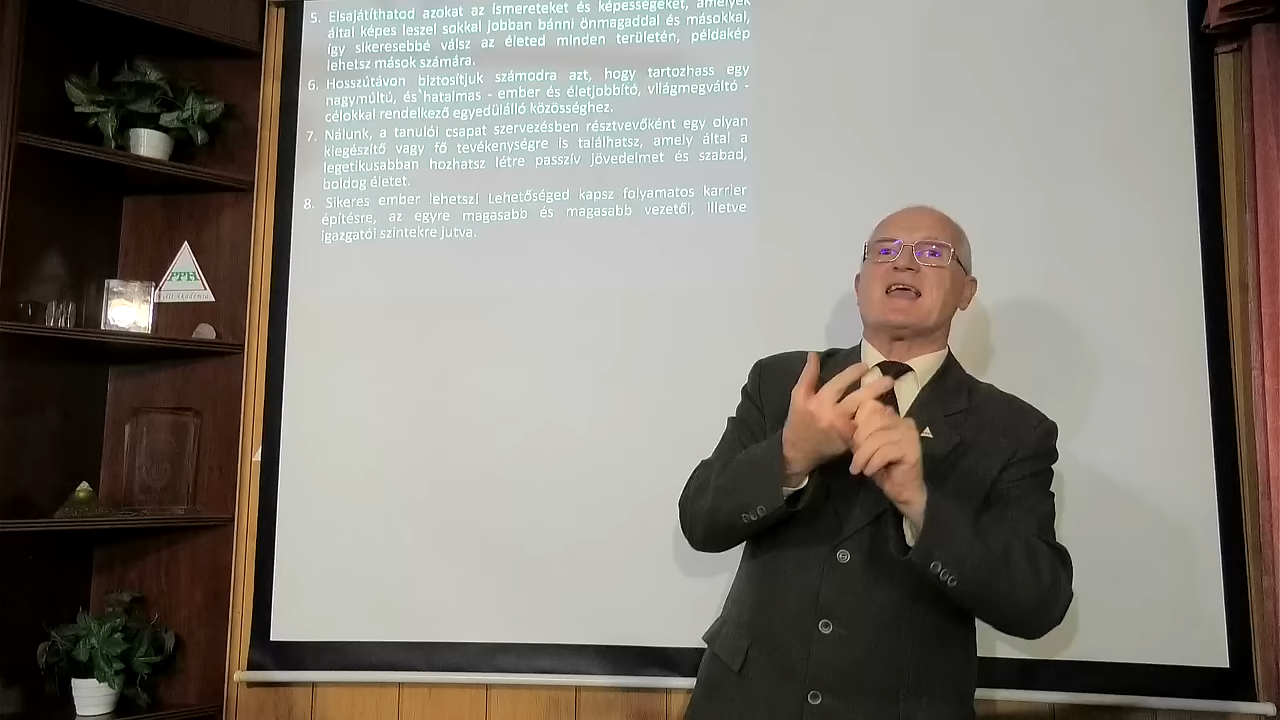 5. Elsajátíthatod azokat az ismereteket és képességeket, amelyek
által képes leszel sokkal jobban bánni önmagaddal és másokkal,
így sikeresebbé válsz az életed minden területén, példakép
lehetsz mások számára.
6. Hosszútávon biztosítjuk számodra azt, hogy tartozhass egy
nagymúltú, és hatalmas - ember és életjobbító, világmegváltó -
célokkal rendelkező egyedülálló közösséghez.
7. Nálunk, a tanulói csapat szervezésben résztvevőként egy olyan
kiegészítő vagy fő tevékenységre is találhatsz, amely által a
legetikusabban hozhatsz létre passzív jövedelmet és szabad,
boldog életet.
8. Sikeres ember lehetsz! Lehetőséged kapsz folyamatos karrier
építésre, az egyre magasabb és magasabb vezetői, illetve
igazgatói szintekre jutva.
PPH
Akadémia